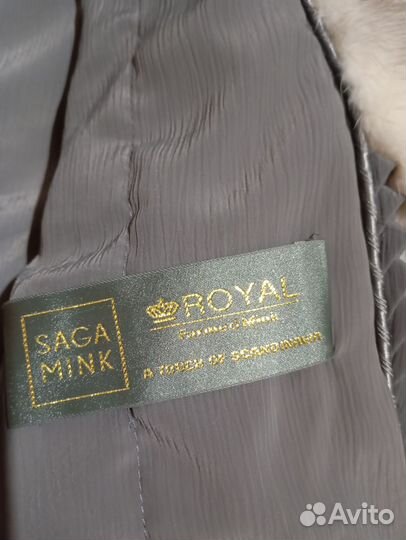 SAGA
MINK
ROYAL
A TOUCH OF SCANDINAVIA
Avito